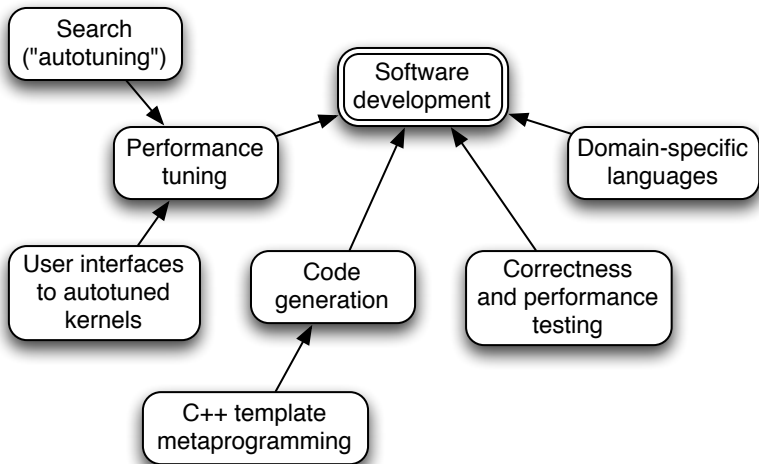 Search
("autotuning")
Software
development
Performance
tuning
Domain-specific
languages
User interfaces
to autotuned
kernels
Code
generation
Correctness
and performance
testing
C++ template
metaprogramming